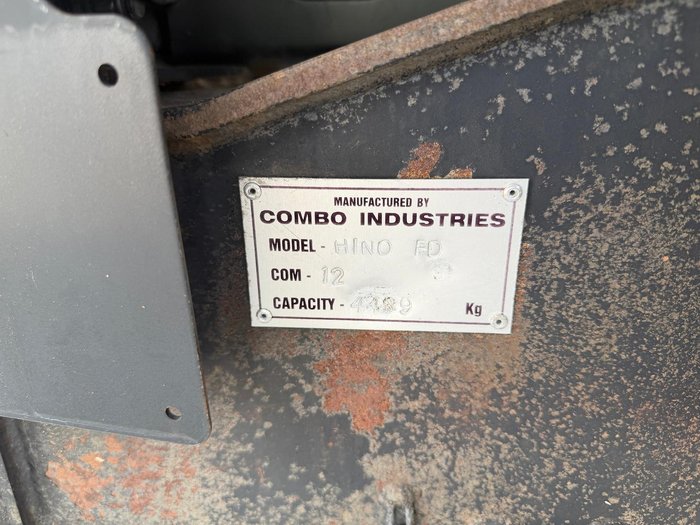 MANUFACTURED BY
COMBO INDUSTRIES
MODEL - HINO FD
COM - 12
CAPACITY - Kg